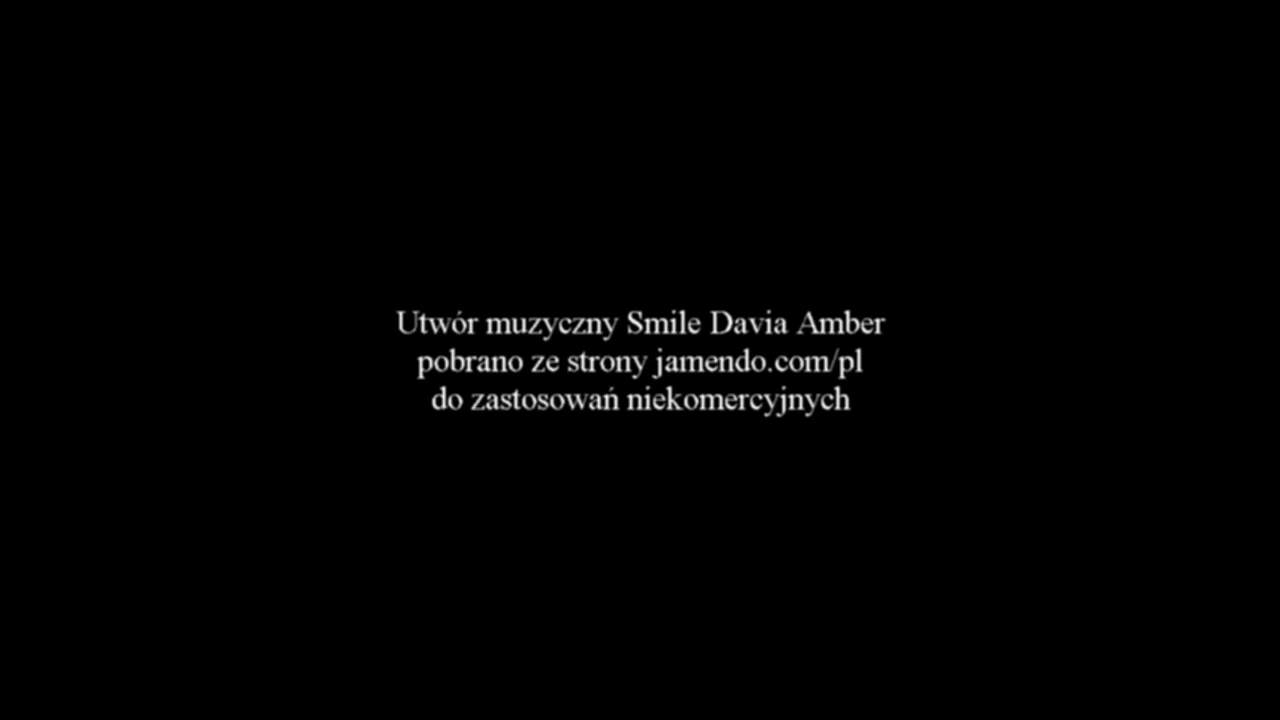 Utwór muzyczny Smile Davia Amber
pobrano ze strony jamendo.com/pl
do zastosowań niekomercyjnych